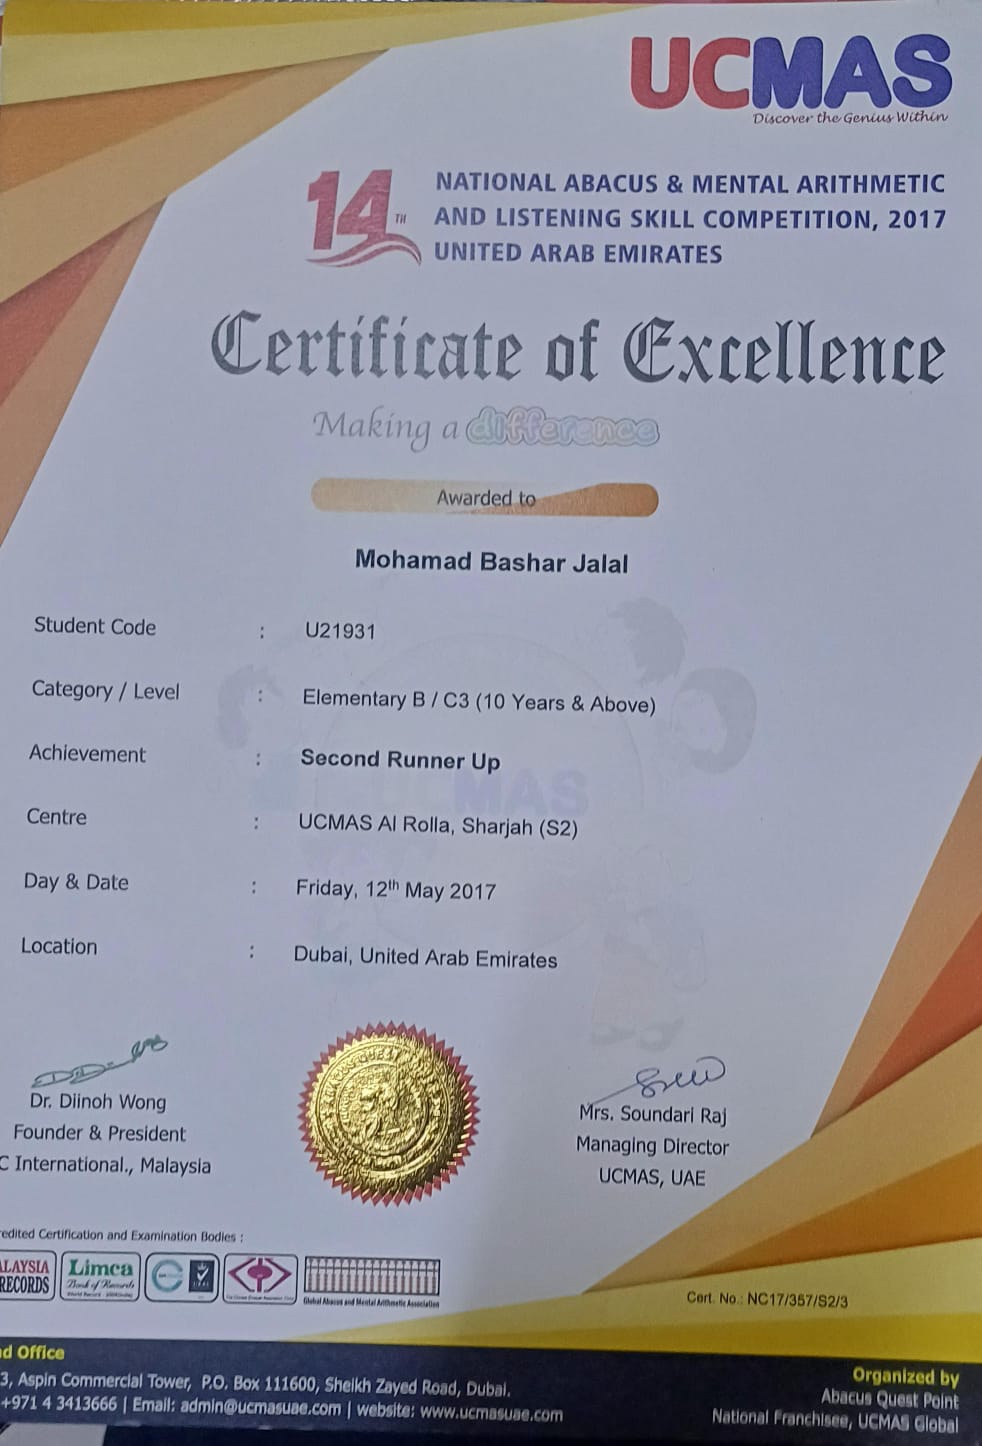 UCMAS
Discover the Genius Within
14TH
NATIONAL ABACUS & MENTAL ARITHMETIC
AND LISTENING SKILL COMPETITION, 2017
UNITED ARAB EMIRATES
Certificate of Excellence
Making a difference
Awarded to
Mohamad Bashar Jalal
Student Code : U21931
Category / Level : Elementary B / C3 (10 Years & Above)
Achievement : Second Runner Up
UCMAS
Centre : UCMAS Al Rolla, Sharjah (S2)
Day & Date : Friday, 12th May 2017
Location : Dubai, United Arab Emirates
Dr. Diinoh Wong
Founder & President
C International., Malaysia
Mrs. Soundari Raj
Managing Director
UCMAS, UAE
edited Certification and Examination Bodies :
ALAYSIA
RECORDS
Limca
Book of Records
Global Abacus and Mental Arithmetic Association
Cert. No.: NC17/357/S2/3
d Office
3, Aspin Commercial Tower, P.O. Box 111600, Sheikh Zayed Road, Dubai.
+971 4 3413666 | Email: admin@ucmasuae.com | website: www.ucmasuae.com
Organized by
Abacus Quest Point
National Franchisee, UCMAS Global